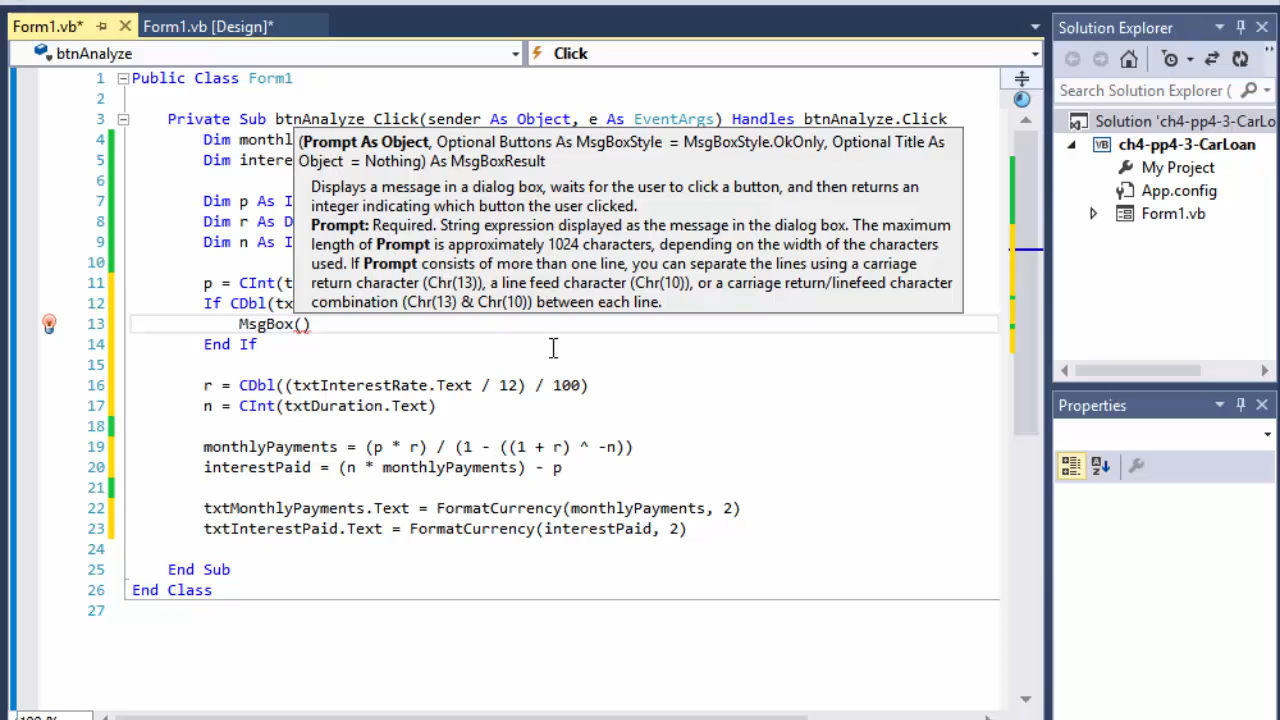 Form1.vb*
Form1.vb [Design]*
btnAnalyze
Click
1 Public Class Form1
2
3 Private Sub btnAnalyze_Click(sender As Object, e As EventArgs) Handles btnAnalyze.Click
4 Dim monthl
5 Dim intere
6
7 Dim p As I
8 Dim r As D
9 Dim n As I
10
11 p = CInt(t
12 If CDbl(tx
13 MsgBox()
14 End If
15
16 r = CDbl((txtInterestRate.Text / 12) / 100)
17 n = CInt(txtDuration.Text)
18
19 monthlyPayments = (p * r) / (1 - ((1 + r) ^ -n))
20 interestPaid = (n * monthlyPayments) - p
21
22 txtMonthlyPayments.Text = FormatCurrency(monthlyPayments, 2)
23 txtInterestPaid.Text = FormatCurrency(interestPaid, 2)
24
25 End Sub
26 End Class
27
(Prompt As Object, Optional Buttons As MsgBoxStyle = MsgBoxStyle.OkOnly, Optional Title As
Object = Nothing) As MsgBoxResult
Displays a message in a dialog box, waits for the user to click a button, and then returns an
integer indicating which button the user clicked.
Prompt: Required. String expression displayed as the message in the dialog box. The maximum
length of Prompt is approximately 1024 characters, depending on the width of the characters
used. If Prompt consists of more than one line, you can separate the lines using a carriage
return character (Chr(13)), a line feed character (Chr(10)), or a carriage return/linefeed character
combination (Chr(13) & Chr(10)) between each line.
Solution Explorer
Search Solution Explorer (
Solution 'ch4-pp4-3-CarLo
ch4-pp4-3-CarLoan
My Project
App.config
Form1.vb
Properties